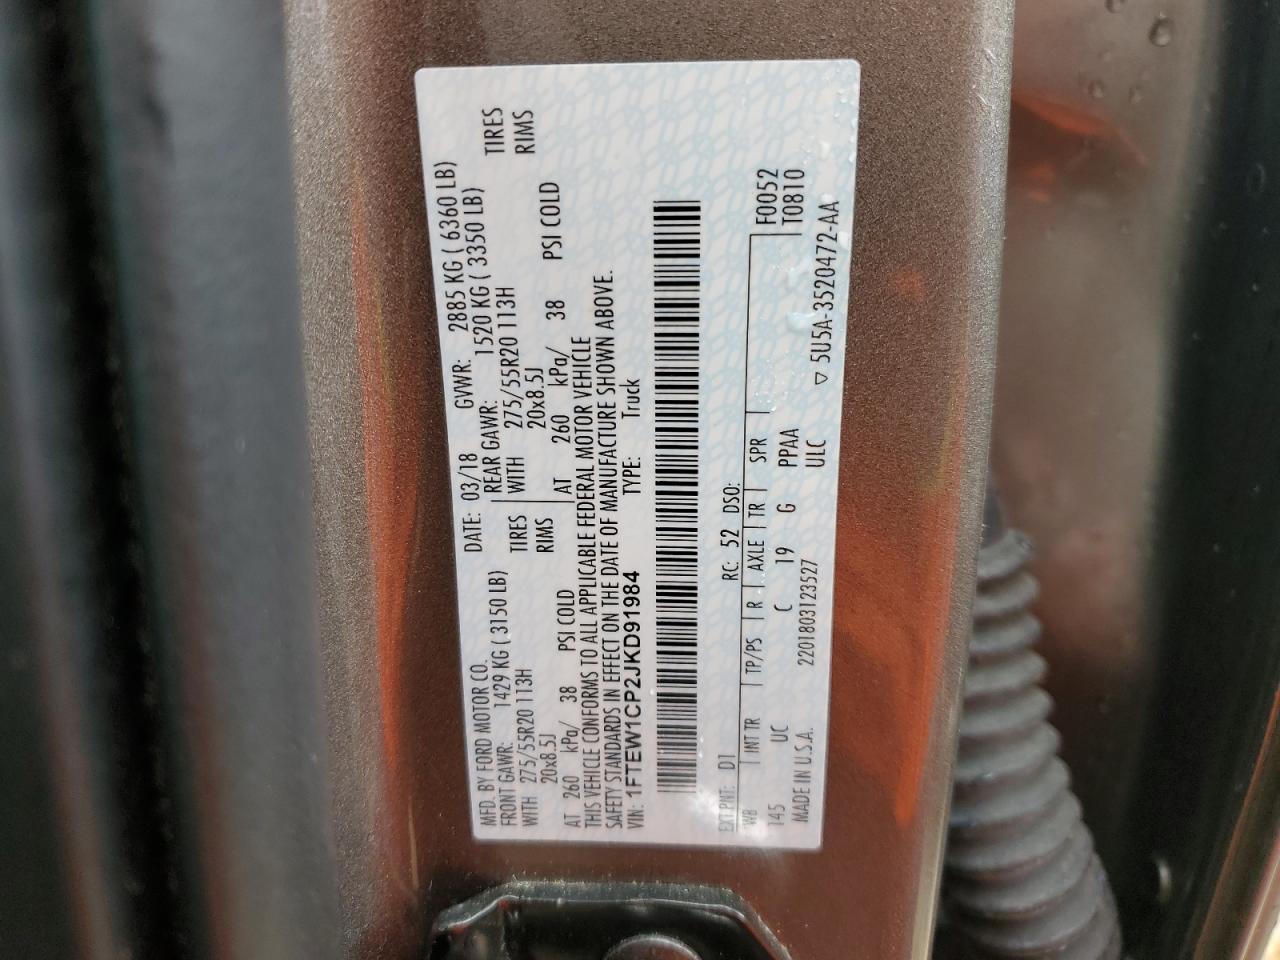 MFD. BY FORD MOTOR CO.
DATE: 03/18 GVWR: 2885 KG ( 6360 LB)
FRONT GAWR: 1429 KG ( 3150 LB) REAR GAWR: 1520 KG ( 3350 LB)
WITH 275/55R20 113H TIRES WITH 275/55R20 113H TIRES
20x8.5J RIMS 20x8.5J RIMS
AT 260 kPa/ 38 PSI COLD AT 260 kPa/ 38 PSI COLD
THIS VEHICLE CONFORMS TO ALL APPLICABLE FEDERAL MOTOR VEHICLE
SAFETY STANDARDS IN EFFECT ON THE DATE OF MANUFACTURE SHOWN ABOVE.
VIN: 1FTEW1CP2JKD91984 TYPE: Truck
EXT PNT: D1 RC: 52 DSO: F0052
WB INT TR TP/PS R AXLE TR SPR T0810
145 UC C 19 G PPAA
MADE IN U.S.A. 2201803123527 ULC ▽ 5U5A-3520472-AA